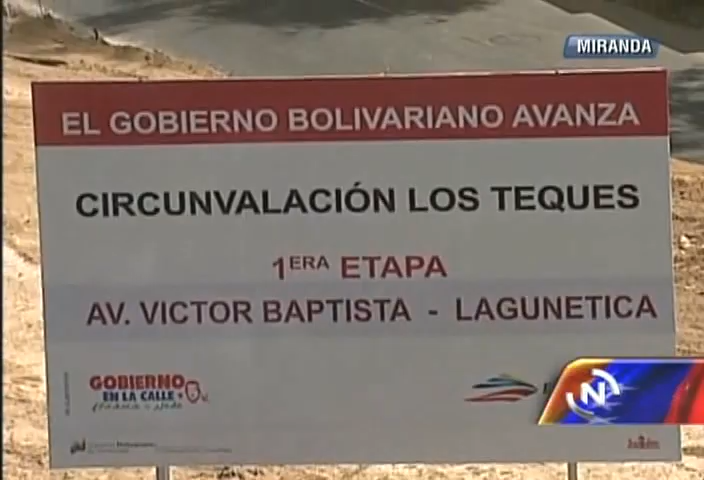 MIRANDA
EL GOBIERNO BOLIVARIANO AVANZA
CIRCUNVALACIÓN LOS TEQUES
1ERA ETAPA
AV. VICTOR BAPTISTA - LAGUNETICA
GOBIERNO
EN LA CALLE
N